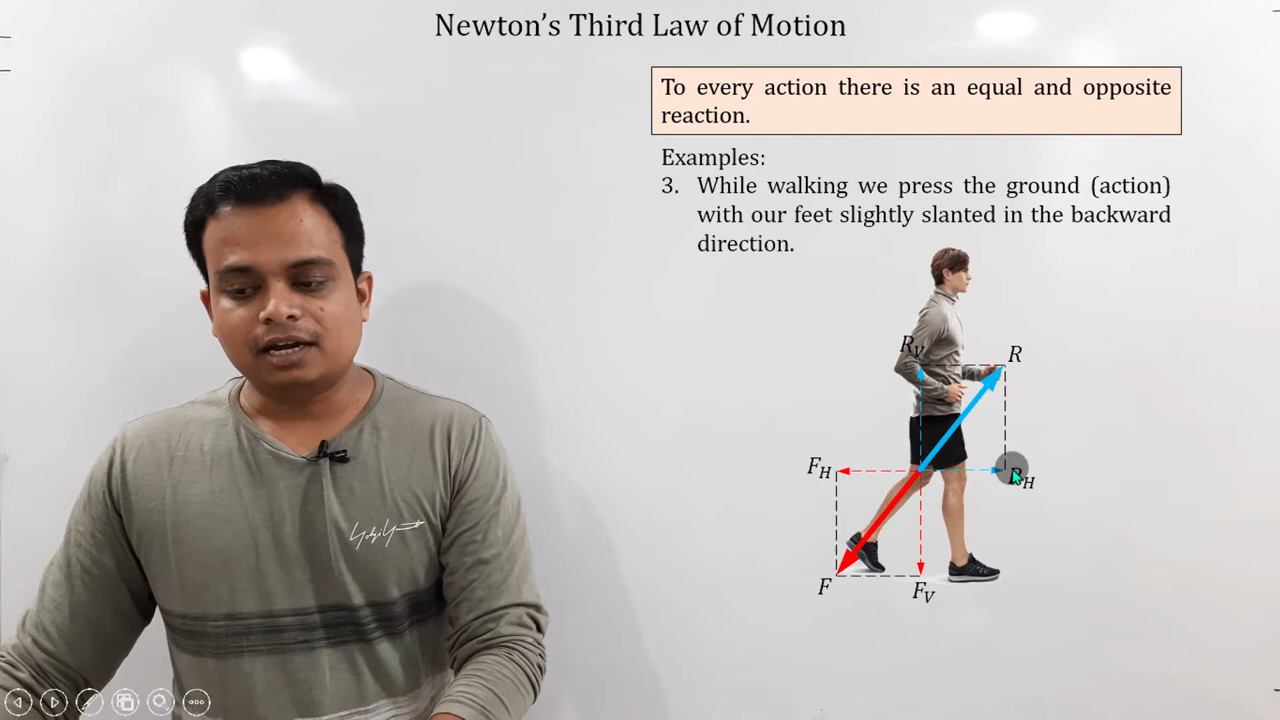 Newton's Third Law of Motion
To every action there is an equal and opposite
reaction.
Examples:
3. While walking we press the ground (action)
with our feet slightly slanted in the backward
direction.
R_V
R
F_H
R_H
F
F_V